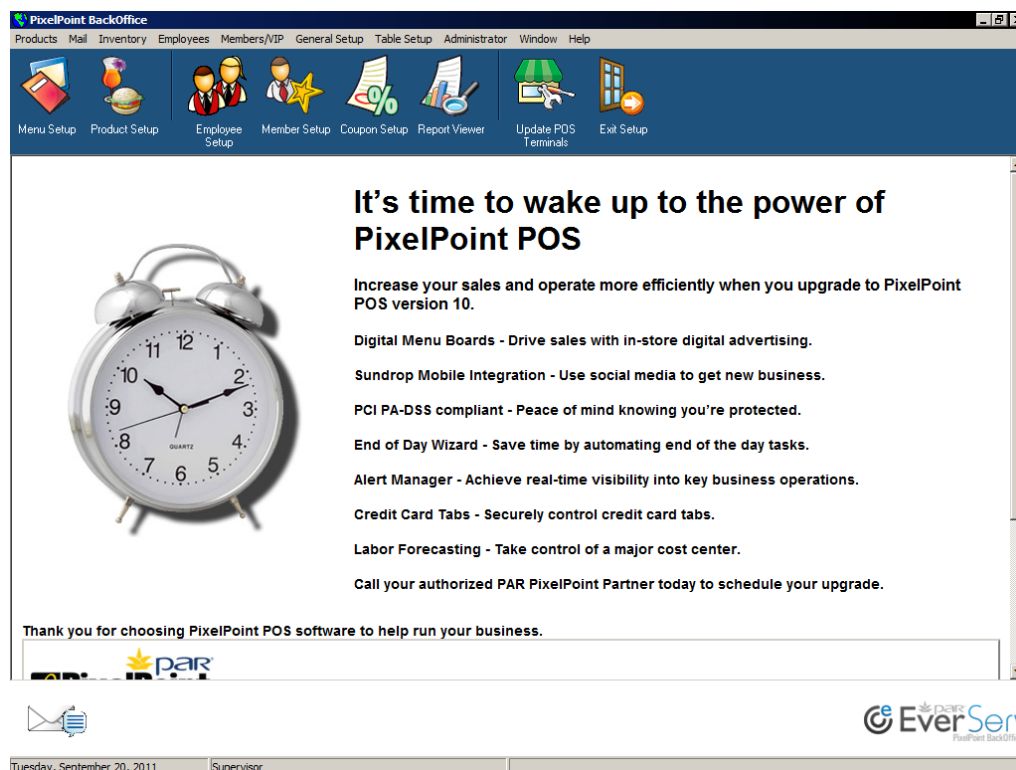 PixelPoint BackOffice
Products Mail Inventory Employees Members/VIP General Setup Table Setup Administrator Window Help
Menu Setup Product Setup Employee Setup Member Setup Coupon Setup Report Viewer Update POS Terminals Exit Setup
It's time to wake up to the power of
PixelPoint POS
Increase your sales and operate more efficiently when you upgrade to PixelPoint
POS version 10.
Digital Menu Boards - Drive sales with in-store digital advertising.
Sundrop Mobile Integration - Use social media to get new business.
PCI PA-DSS compliant - Peace of mind knowing you're protected.
End of Day Wizard - Save time by automating end of the day tasks.
Alert Manager - Achieve real-time visibility into key business operations.
Credit Card Tabs - Securely control credit card tabs.
Labor Forecasting - Take control of a major cost center.
Call your authorized PAR PixelPoint Partner today to schedule your upgrade.
12
11 1
10 2
9 3
8 QUARTZ 4
7 6 5
Thank you for choosing PixelPoint POS software to help run your business.
par
PixelPoint
par
EverServ
PixelPoint BackOffice
Tuesday, September 20, 2011 Supervisor